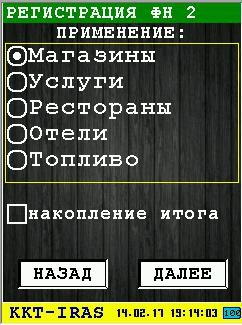 РЕГИСТРАЦИЯ ФН 2
ПРИМЕНЕНИЕ:
Магазины
Услуги
Рестораны
Отели
Топливо
накопление итога
НАЗАД ДАЛЕЕ
KKT-IRAS 14.02.17 19:14:03 100